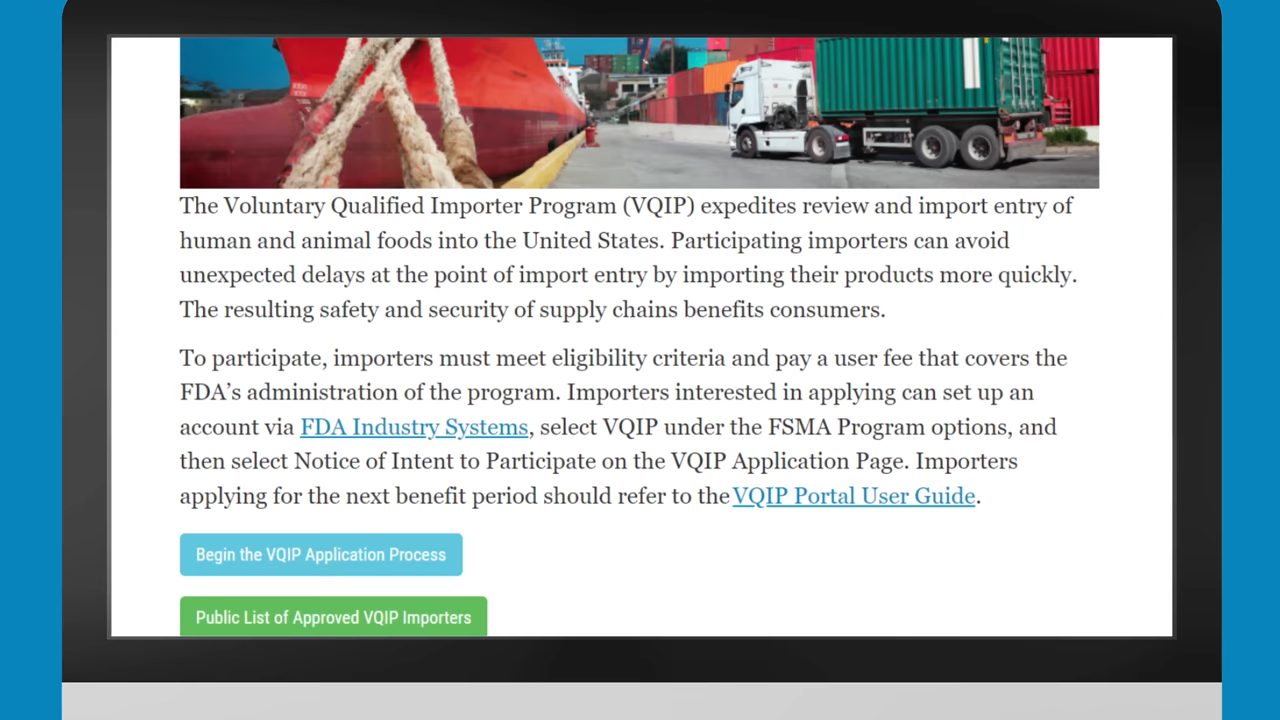 The Voluntary Qualified Importer Program (VQIP) expedites review and import entry of
human and animal foods into the United States. Participating importers can avoid
unexpected delays at the point of import entry by importing their products more quickly.
The resulting safety and security of supply chains benefits consumers.
To participate, importers must meet eligibility criteria and pay a user fee that covers the
FDA’s administration of the program. Importers interested in applying can set up an
account via FDA Industry Systems, select VQIP under the FSMA Program options, and
then select Notice of Intent to Participate on the VQIP Application Page. Importers
applying for the next benefit period should refer to the VQIP Portal User Guide.
Begin the VQIP Application Process
Public List of Approved VQIP Importers